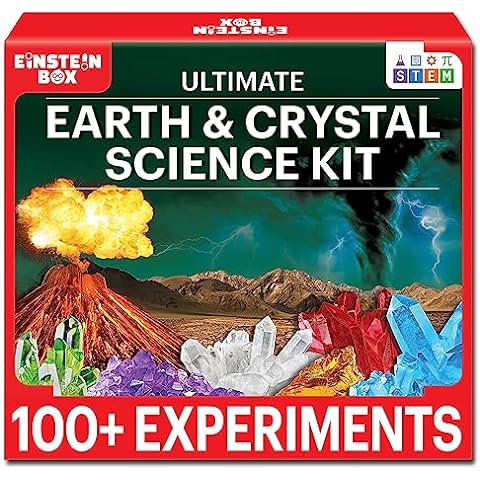 EINSTEIN
BOX
EINSTEIN
BOX
STEM
ULTIMATE
EARTH & CRYSTAL
SCIENCE KIT
100+ EXPERIMENTS